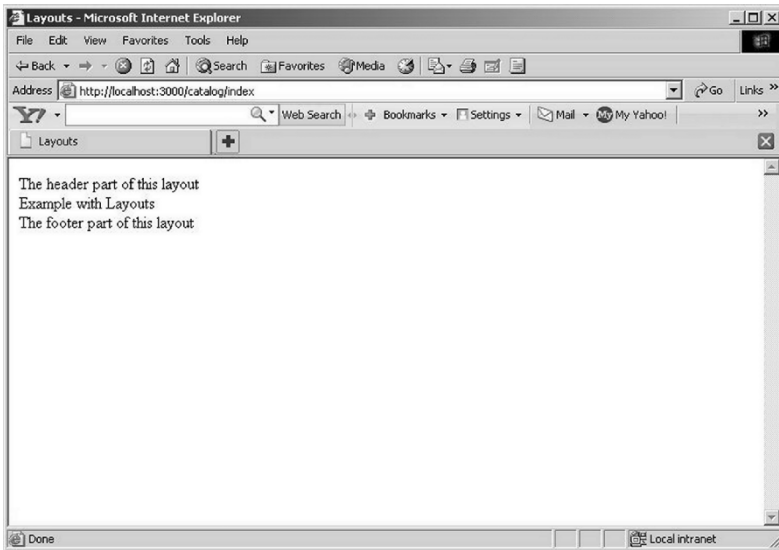 Layouts - Microsoft Internet Explorer
File Edit View Favorites Tools Help
Back Search Favorites Media
Address http://localhost:3000/catalog/index Go Links »
Y! Web Search Bookmarks Settings Mail My My Yahoo! »
Layouts
The header part of this layout
Example with Layouts
The footer part of this layout
Done Local intranet